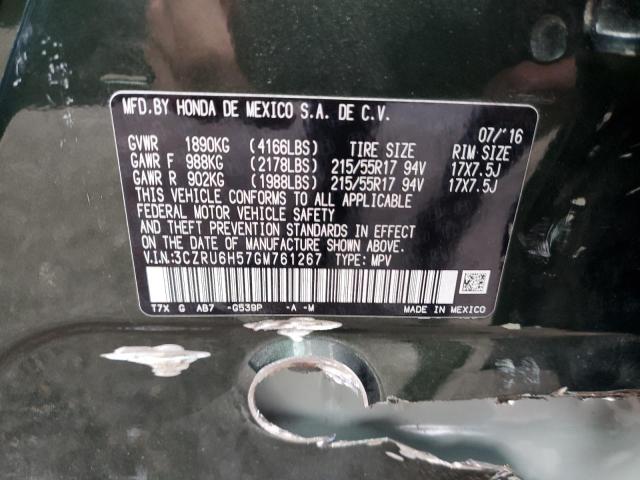 MFD.BY HONDA DE MEXICO S.A. DE C.V.
07/'16
GVWR 1890KG (4166LBS) TIRE SIZE RIM SIZE
GAWR F 988KG (2178LBS) 215/55R17 94V 17X7.5J
GAWR R 902KG (1988LBS) 215/55R17 94V 17X7.5J
THIS VEHICLE CONFORMS TO ALL APPLICABLE
FEDERAL MOTOR VEHICLE SAFETY
AND THEFT PREVENTION STANDARDS IN EFFECT
ON THE DATE OF MANUFACTURE SHOWN ABOVE.
V.I.N.:3CZRU6H57GM761267 TYPE: MPV
T7X G AB7 -G539P -A -M MADE IN MEXICO